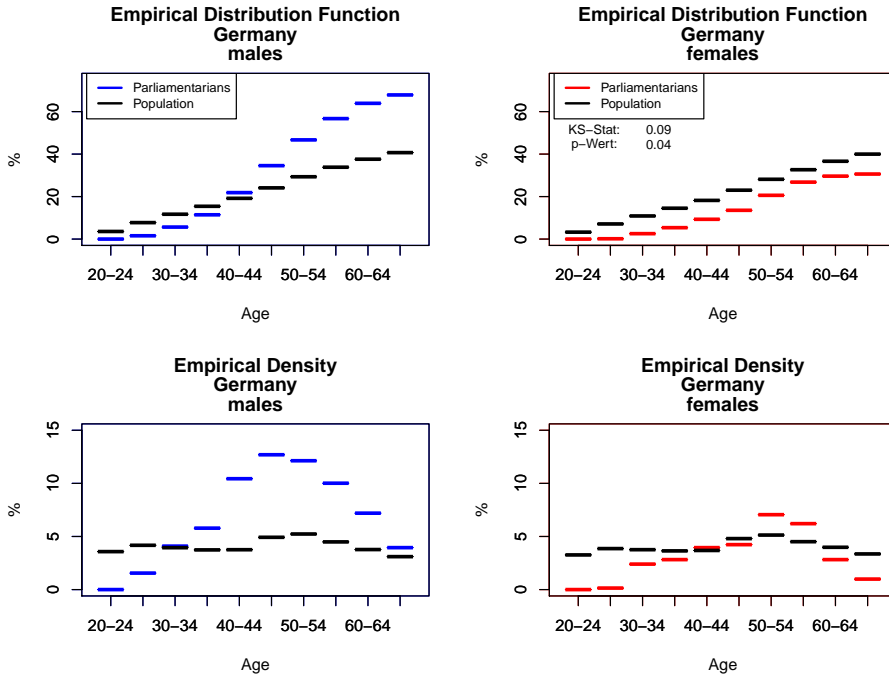 Empirical Distribution Function
Germany
males
Parliamentarians
Population
%
0
20
40
60
20−24
30−34
40−44
50−54
60−64
Age
Empirical Distribution Function
Germany
females
Parliamentarians
Population
KS−Stat: 0.09
p−Wert: 0.04
%
0
20
40
60
20−24
30−34
40−44
50−54
60−64
Age
Empirical Density
Germany
males
%
0
5
10
15
20−24
30−34
40−44
50−54
60−64
Age
Empirical Density
Germany
females
%
0
5
10
15
20−24
30−34
40−44
50−54
60−64
Age